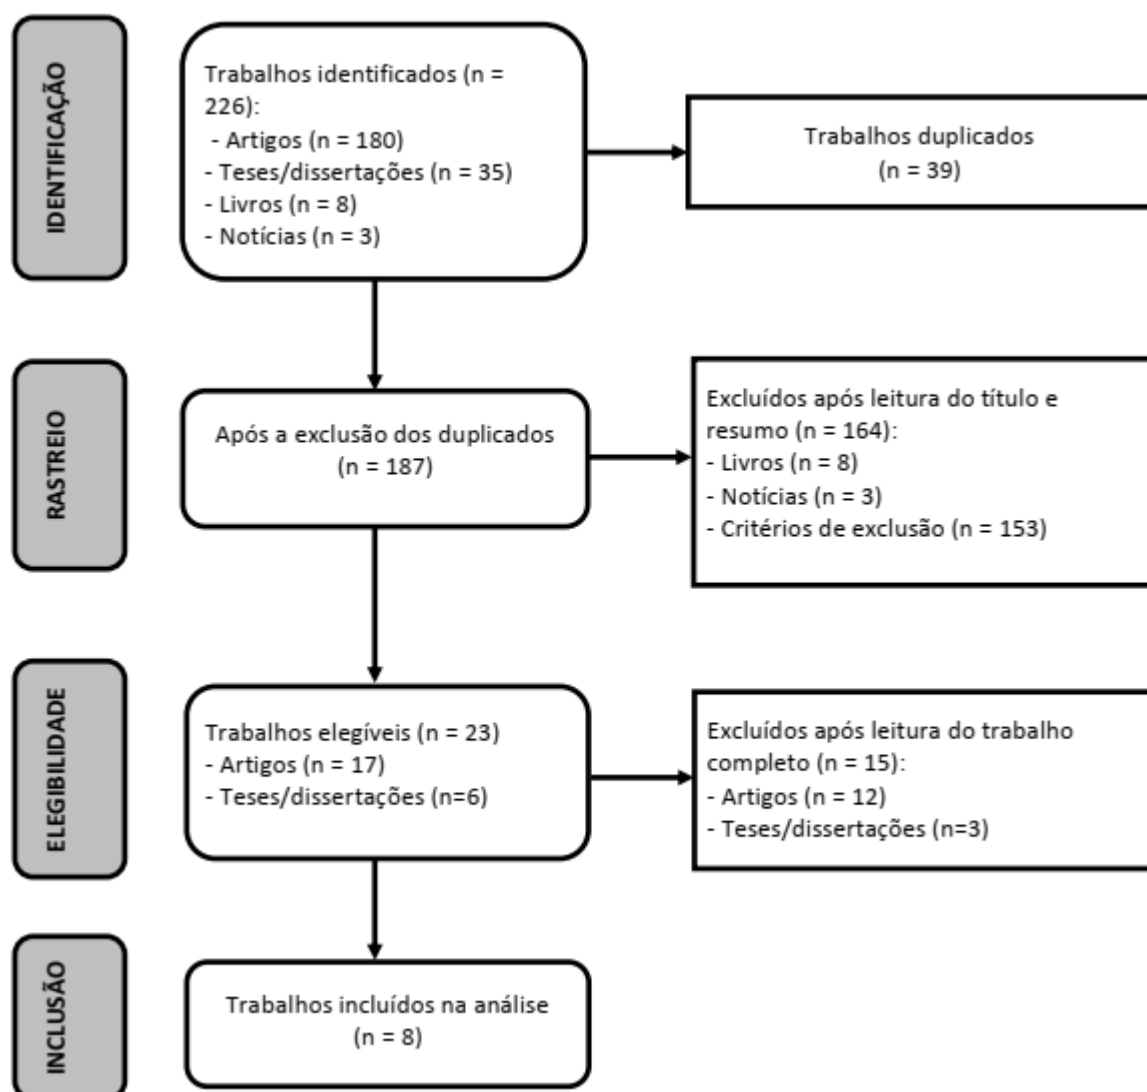 IDENTIFICAÇÃO
Trabalhos identificados (n =
226):
- Artigos (n = 180)
- Teses/dissertações (n = 35)
- Livros (n = 8)
- Notícias (n = 3)
Trabalhos duplicados
(n = 39)
RASTREIO
Após a exclusão dos duplicados
(n = 187)
Excluídos após leitura do título e
resumo (n = 164):
- Livros (n = 8)
- Notícias (n = 3)
- Critérios de exclusão (n = 153)
ELEGIBILIDADE
Trabalhos elegíveis (n = 23)
- Artigos (n = 17)
- Teses/dissertações (n=6)
Excluídos após leitura do trabalho
completo (n = 15):
- Artigos (n = 12)
- Teses/dissertações (n=3)
INCLUSÃO
Trabalhos incluídos na análise
(n = 8)